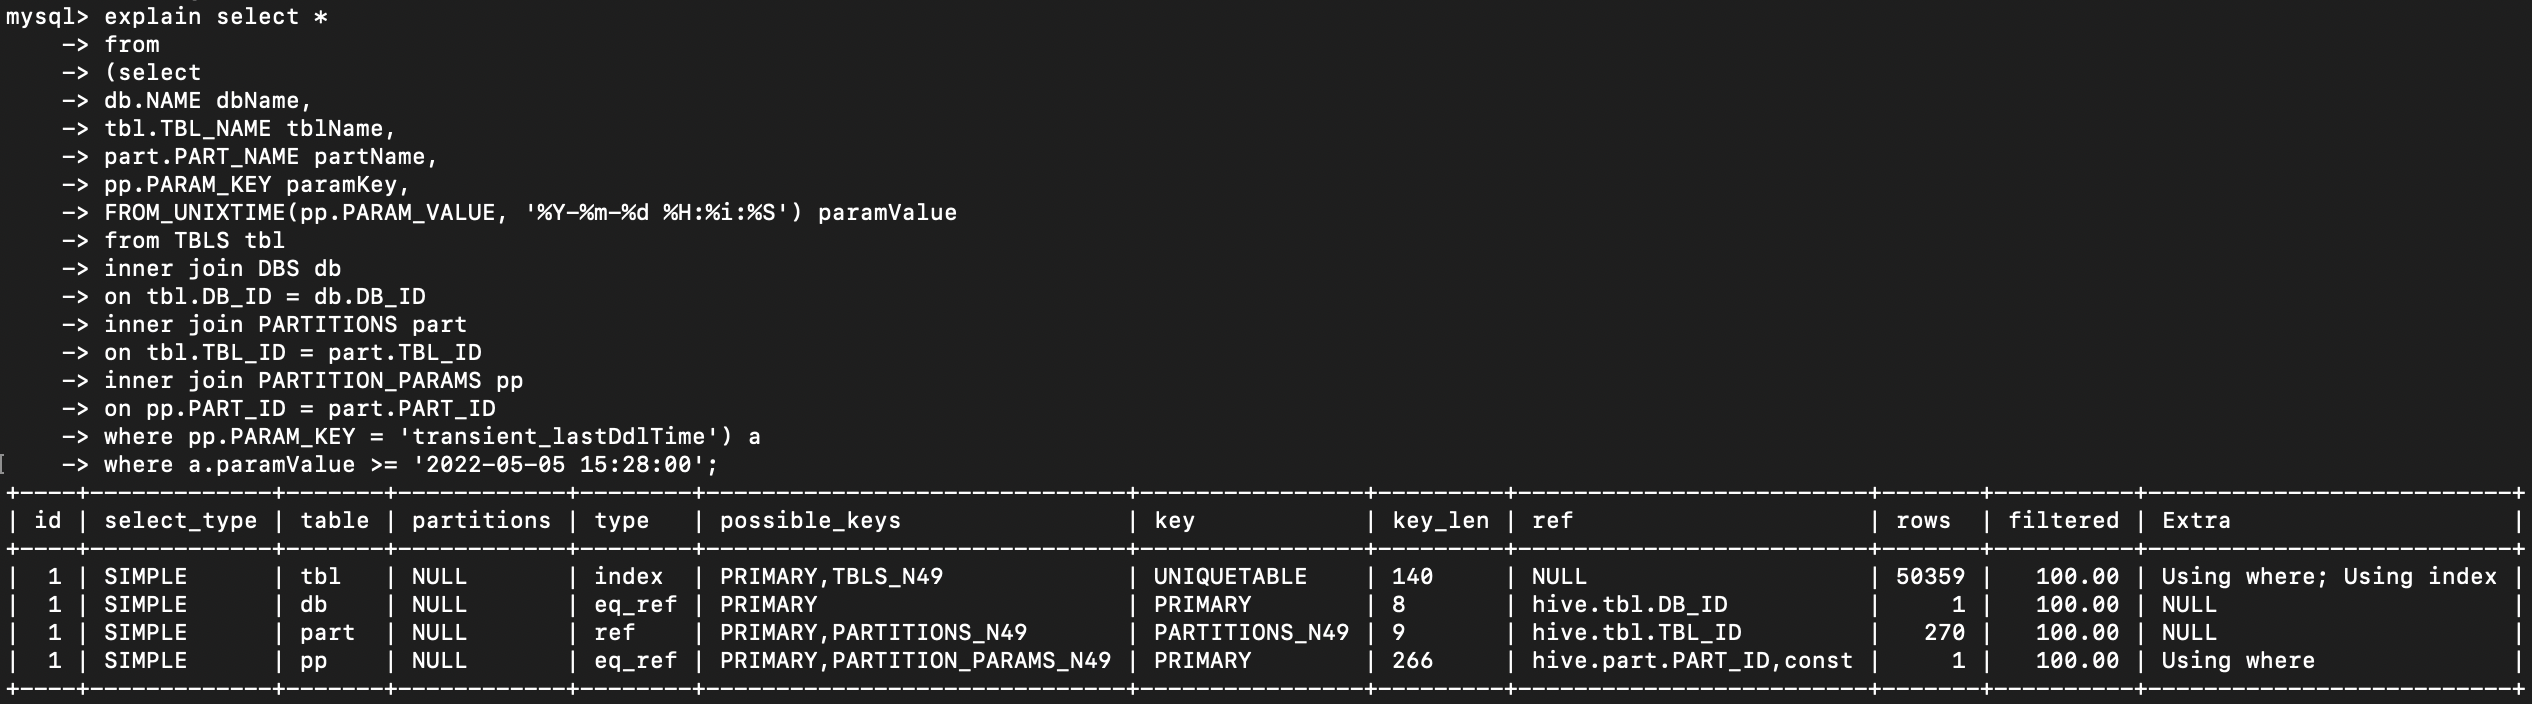 mysql> explain select *
    -> from
    -> (select
    -> db.NAME dbName,
    -> tbl.TBL_NAME tblName,
    -> part.PART_NAME partName,
    -> pp.PARAM_KEY paramKey,
    -> FROM_UNIXTIME(pp.PARAM_VALUE, '%Y-%m-%d %H:%i:%S') paramValue
    -> from TBLS tbl
    -> inner join DBS db
    -> on tbl.DB_ID = db.DB_ID
    -> inner join PARTITIONS part
    -> on tbl.TBL_ID = part.TBL_ID
    -> inner join PARTITION_PARAMS pp
    -> on pp.PART_ID = part.PART_ID
    -> where pp.PARAM_KEY = 'transient_lastDdlTime') a
    -> where a.paramValue >= '2022-05-05 15:28:00';
+----+-------------+-------+------------+--------+------------------------------+----------------+---------+-------------------------+-------+----------+--------------------------+
| id | select_type | table | partitions | type   | possible_keys                | key            | key_len | ref                     | rows  | filtered | Extra                    |
+----+-------------+-------+------------+--------+------------------------------+----------------+---------+-------------------------+-------+----------+--------------------------+
|  1 | SIMPLE      | tbl   | NULL       | index  | PRIMARY,TBLS_N49             | UNIQUETABLE    | 140     | NULL                    | 50359 |   100.00 | Using where; Using index |
|  1 | SIMPLE      | db    | NULL       | eq_ref | PRIMARY                      | PRIMARY        | 8       | hive.tbl.DB_ID          |     1 |   100.00 | NULL                     |
|  1 | SIMPLE      | part  | NULL       | ref    | PRIMARY,PARTITIONS_N49       | PARTITIONS_N49 | 9       | hive.tbl.TBL_ID         |   270 |   100.00 | NULL                     |
|  1 | SIMPLE      | pp    | NULL       | eq_ref | PRIMARY,PARTITION_PARAMS_N49 | PRIMARY        | 266     | hive.part.PART_ID,const |     1 |   100.00 | Using where              |
+----+-------------+-------+------------+--------+------------------------------+----------------+---------+-------------------------+-------+----------+--------------------------+